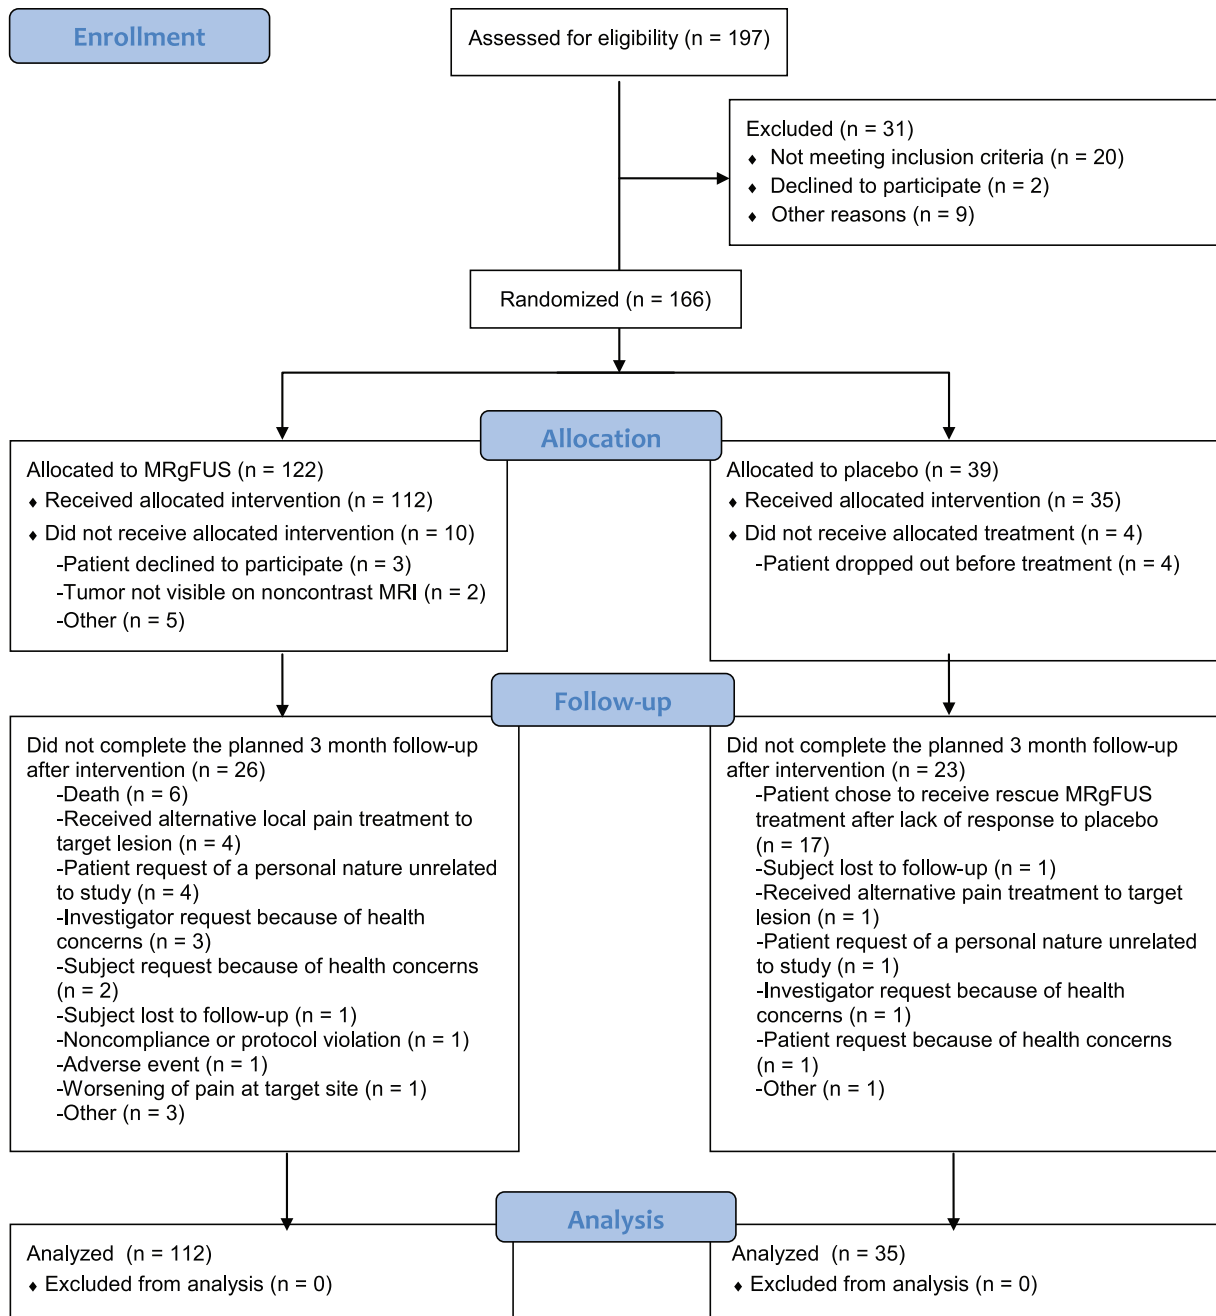 Enrollment
Assessed for eligibility (n = 197)
Excluded (n = 31)
♦ Not meeting inclusion criteria (n = 20)
♦ Declined to participate (n = 2)
♦ Other reasons (n = 9)
Randomized (n = 166)
Allocation
Allocated to MRgFUS (n = 122)
♦ Received allocated intervention (n = 112)
♦ Did not receive allocated intervention (n = 10)
-Patient declined to participate (n = 3)
-Tumor not visible on noncontrast MRI (n = 2)
-Other (n = 5)
Allocated to placebo (n = 39)
♦ Received allocated intervention (n = 35)
♦ Did not receive allocated treatment (n = 4)
-Patient dropped out before treatment (n = 4)
Follow-up
Did not complete the planned 3 month follow-up
after intervention (n = 26)
-Death (n = 6)
-Received alternative local pain treatment to
target lesion (n = 4)
-Patient request of a personal nature unrelated
to study (n = 4)
-Investigator request because of health
concerns (n = 3)
-Subject request because of health concerns
(n = 2)
-Subject lost to follow-up (n = 1)
-Noncompliance or protocol violation (n = 1)
-Adverse event (n = 1)
-Worsening of pain at target site (n = 1)
-Other (n = 3)
Did not complete the planned 3 month follow-up
after intervention (n = 23)
-Patient chose to receive rescue MRgFUS
treatment after lack of response to placebo
(n = 17)
-Subject lost to follow-up (n = 1)
-Received alternative pain treatment to target
lesion (n = 1)
-Patient request of a personal nature unrelated
to study (n = 1)
-Investigator request because of health
concerns (n = 1)
-Patient request because of health concerns
(n = 1)
-Other (n = 1)
Analysis
Analyzed (n = 112)
♦ Excluded from analysis (n = 0)
Analyzed (n = 35)
♦ Excluded from analysis (n = 0)